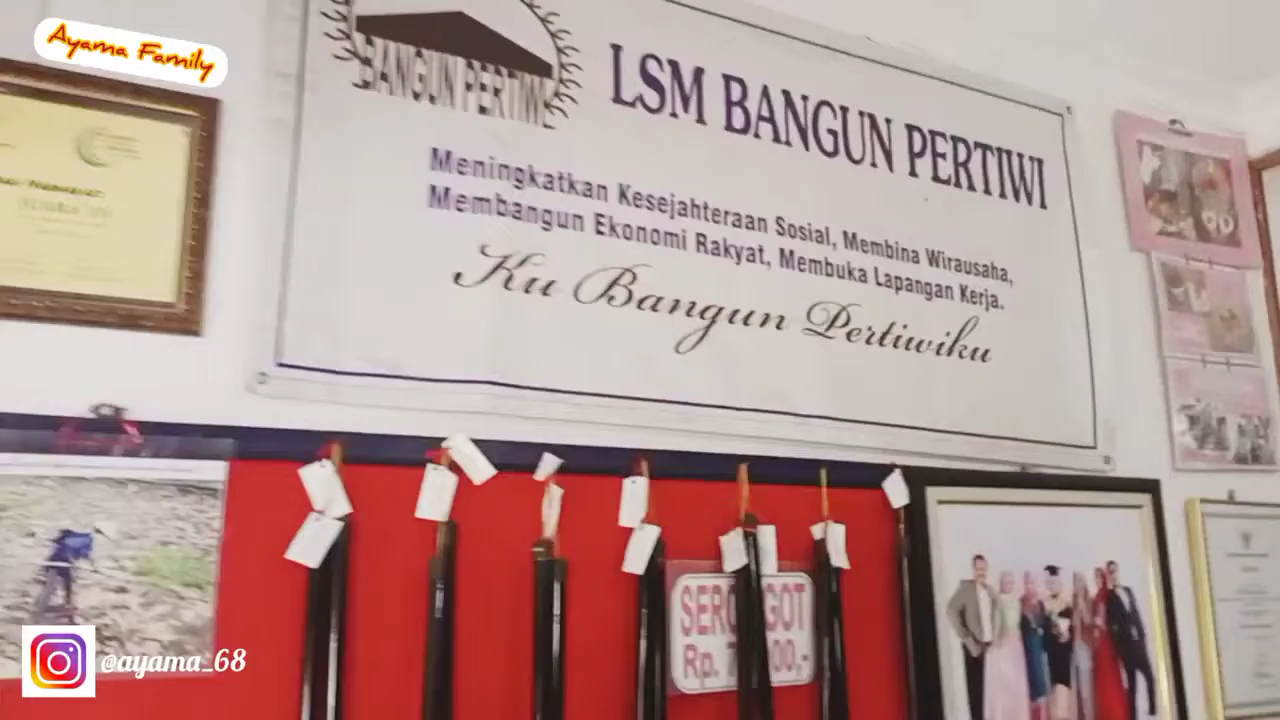 Ayama Family
BANGUN PERTIWI
LSM BANGUN PERTIWI
Meningkatkan Kesejahteraan Sosial, Membina Wirausaha,
Membangun Ekonomi Rakyat, Membuka Lapangan Kerja.
Ku Bangun Pertiwiku
Rp.
@ayama_68